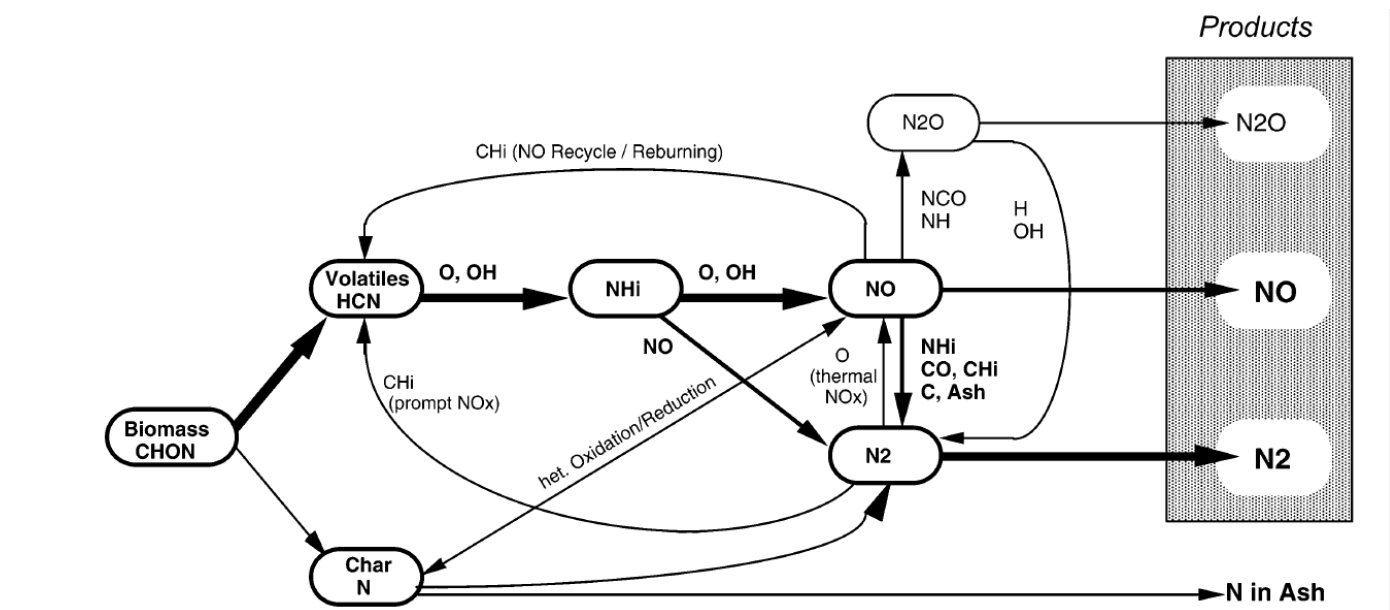 Products
N2O
N2O
CHi (NO Recycle / Reburning)
NCO
NH
H
OH
Volatiles
HCN
O, OH
NHi
O, OH
NO
NO
NO
O
(thermal
NOx)
NHi
CO, CHi
C, Ash
CHi
(prompt NOx)
het. Oxidation/Reduction
Biomass
CHON
N2
N2
Char
N
N in Ash